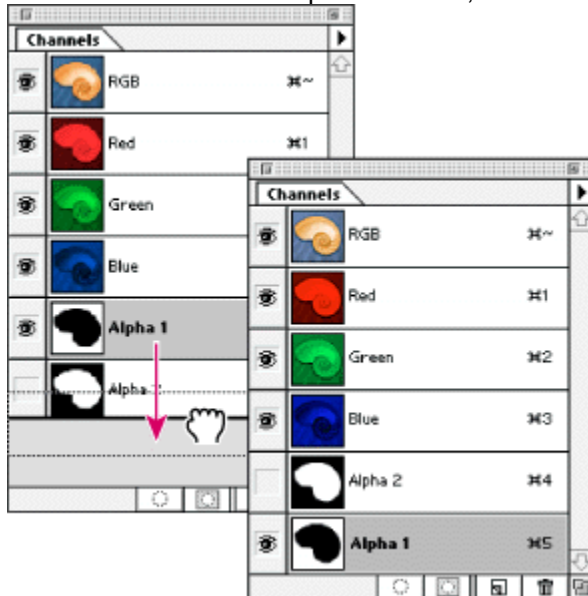 Channels
RGB ⌘~
Red ⌘1
Green
Blue
Alpha 1
Alpha
Channels
RGB ⌘~
Red ⌘1
Green ⌘2
Blue ⌘3
Alpha 2 ⌘4
Alpha 1 ⌘5